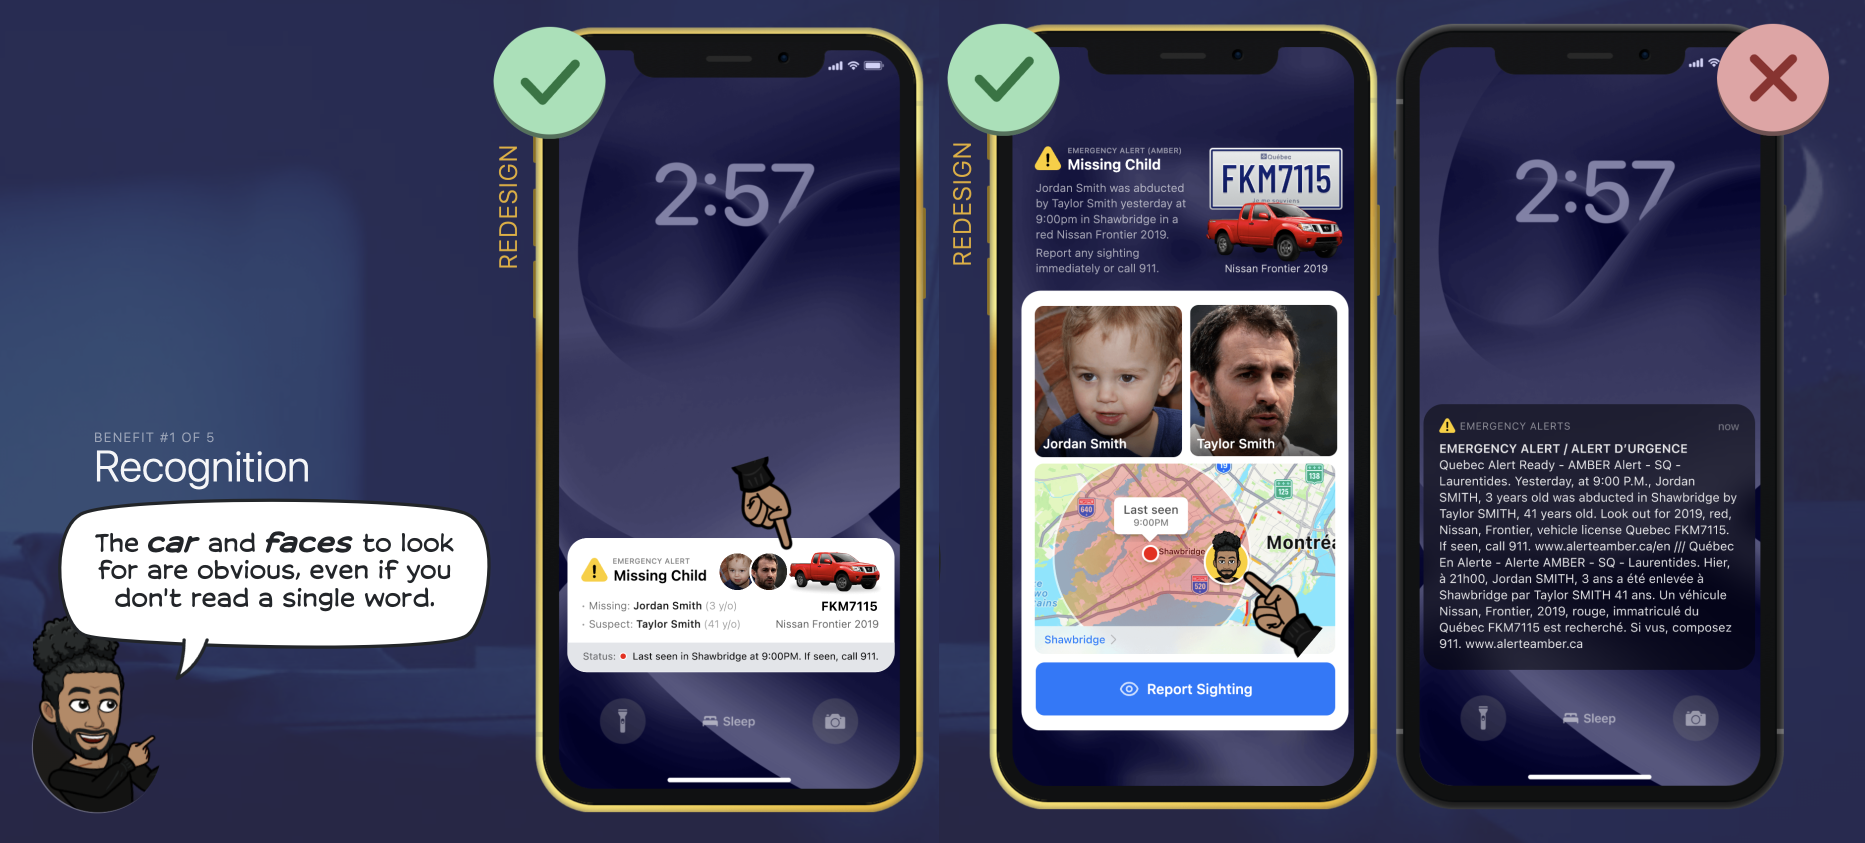 BENEFIT #1 OF 5
Recognition
The car and faces to look
for are obvious, even if you
don't read a single word.
REDESIGN
2:57
EMERGENCY ALERT
Missing Child
· Missing: Jordan Smith (3 y/o)
· Suspect: Taylor Smith (41 y/o)
FKM7115
Nissan Frontier 2019
Status: • Last seen in Shawbridge at 9:00PM. If seen, call 911.
Sleep
REDESIGN
EMERGENCY ALERT (AMBER)
Missing Child
Jordan Smith was abducted
by Taylor Smith yesterday at
9:00pm in Shawbridge in a
red Nissan Frontier 2019.
Report any sighting
immediately or call 911.
Québec
FKM7115
Je me souviens
Nissan Frontier 2019
Jordan Smith
Taylor Smith
19
138
125
640
Last seen
9:00PM
Shawbridge
Montréa
520
Shawbridge >
Report Sighting
2:57
EMERGENCY ALERTS
now
EMERGENCY ALERT / ALERT D'URGENCE
Quebec Alert Ready - AMBER Alert - SQ -
Laurentides. Yesterday, at 9:00 P.M., Jordan
SMITH, 3 years old was abducted in Shawbridge by
Taylor SMITH, 41 years old. Look out for 2019, red,
Nissan, Frontier, vehicle license Quebec FKM7115.
If seen, call 911. www.alerteamber.ca/en /// Québec
En Alerte - Alerte AMBER - SQ - Laurentides. Hier,
à 21h00, Jordan SMITH, 3 ans a été enlevée à
Shawbridge par Taylor SMITH 41 ans. Un véhicule
Nissan, Frontier, 2019, rouge, immatriculé du
Québec FKM7115 est recherché. Si vus, composez
911. www.alerteamber.ca
Sleep